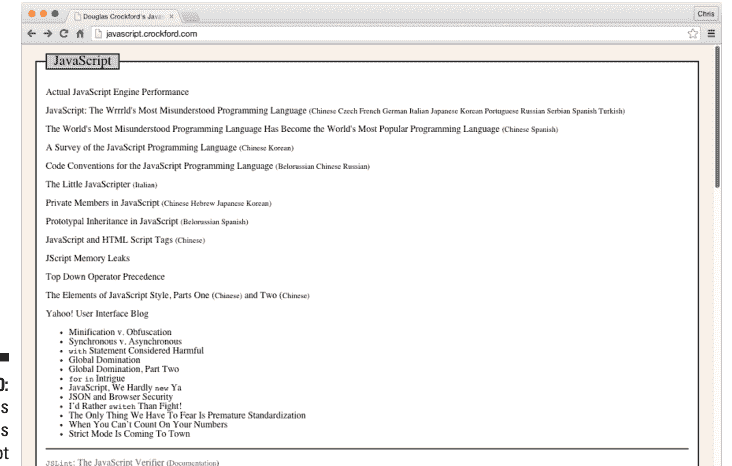 Douglas Crockford's Javas
Chris
javascript.crockford.com
JavaScript
Actual JavaScript Engine Performance
JavaScript: The Wrrrld's Most Misunderstood Programming Language (Chinese Czech French German Italian Japanese Korean Portuguese Russian Serbian Spanish Turkish)
The World's Most Misunderstood Programming Language Has Become the World's Most Popular Programming Language (Chinese Spanish)
A Survey of the JavaScript Programming Language (Chinese Korean)
Code Conventions for the JavaScript Programming Language (Belorussian Chinese Russian)
The Little JavaScripter (Italian)
Private Members in JavaScript (Chinese Hebrew Japanese Korean)
Prototypal Inheritance in JavaScript (Belorussian Spanish)
JavaScript and HTML Script Tags (Chinese)
JScript Memory Leaks
Top Down Operator Precedence
The Elements of JavaScript Style, Parts One (Chinese) and Two (Chinese)
Yahoo! User Interface Blog
• Minification v. Obfuscation
• Synchronous v. Asynchronous
• with Statement Considered Harmful
• Global Domination
• Global Domination, Part Two
• for in Intrigue
• JavaScript, We Hardly new Ya
• JSON and Browser Security
• I'd Rather switch Than Fight!
• The Only Thing We Have To Fear Is Premature Standardization
• When You Can't Count On Your Numbers
• Strict Mode Is Coming To Town
JSLint: The JavaScript Verifier (Documentation)